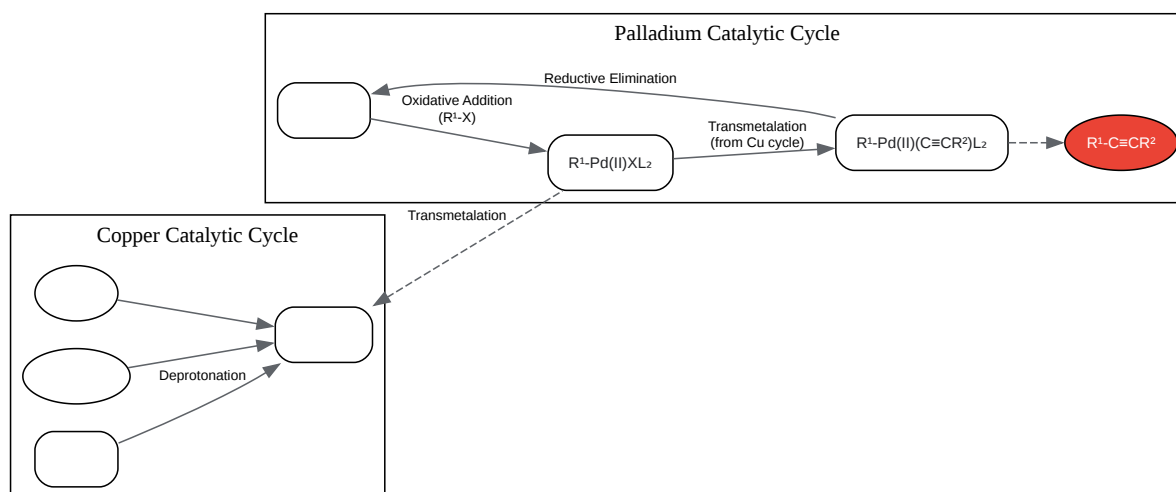 Palladium Catalytic Cycle
Reductive Elimination
Oxidative Addition
(R¹-X)
Transmetalation
(from Cu cycle)
R¹-Pd(II)XL₂
R¹-Pd(II)(C≡CR²)L₂
R¹-C≡CR²
Transmetalation
Copper Catalytic Cycle
Deprotonation